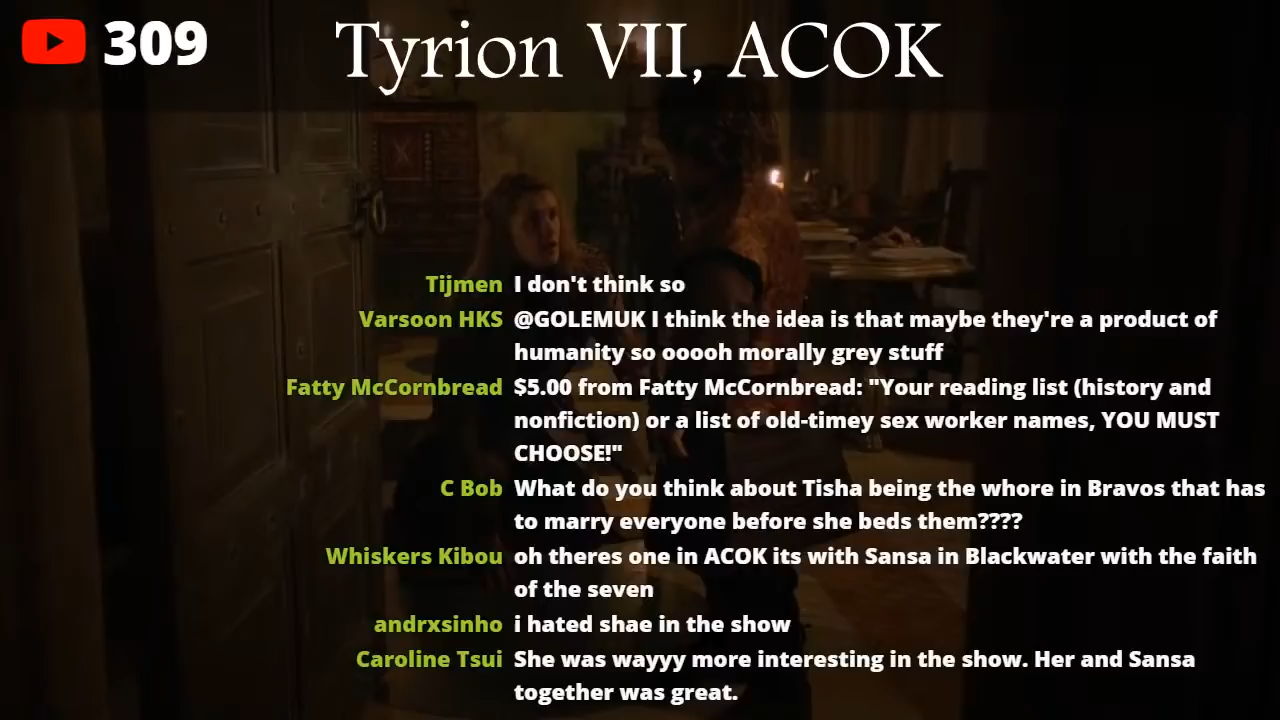 309
Tyrion VII, ACOK
Tijmen I don't think so
Varsoon HKS @GOLEMUK I think the idea is that maybe they're a product of
humanity so ooooh morally grey stuff
Fatty McCornbread $5.00 from Fatty McCornbread: "Your reading list (history and
nonfiction) or a list of old-timey sex worker names, YOU MUST
CHOOSE!"
C Bob What do you think about Tisha being the whore in Bravos that has
to marry everyone before she beds them????
Whiskers Kibou oh theres one in ACOK its with Sansa in Blackwater with the faith
of the seven
andrxsinho i hated shae in the show
Caroline Tsui She was wayyy more interesting in the show. Her and Sansa
together was great.